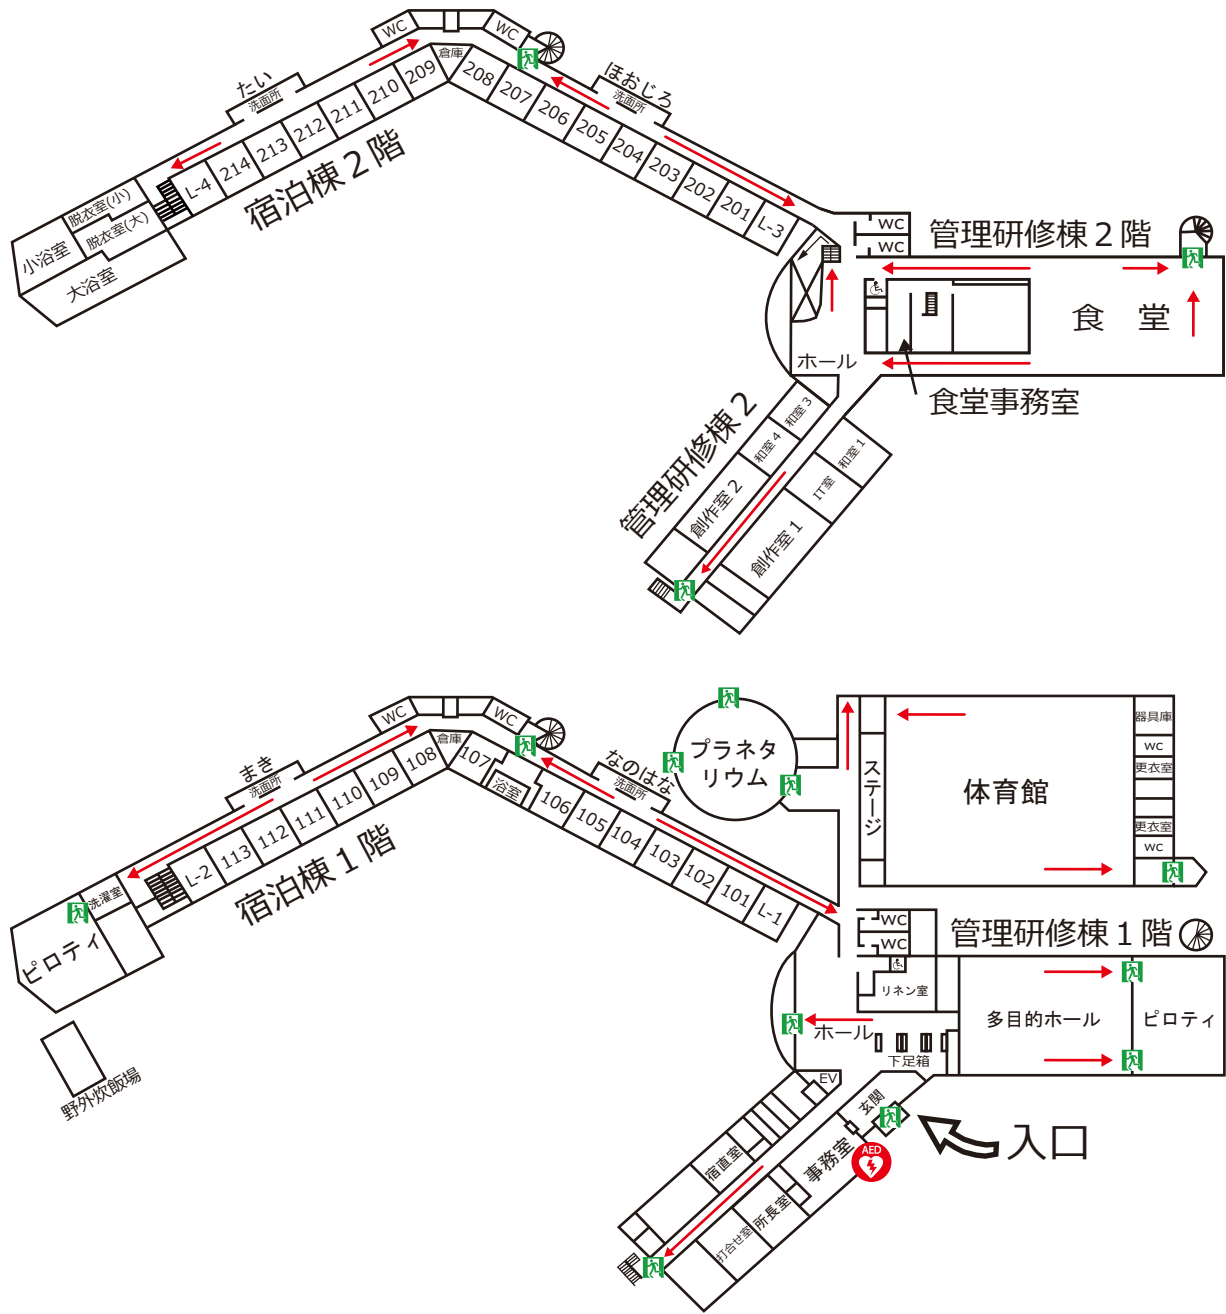 WC
WC
倉庫
たい
洗面所
ほおじろ
洗面所
209
210
211
212
213
214
L-4
208
207
206
205
204
203
202
201
L-3
宿泊棟２階
脱衣室(小)
脱衣室(大)
小浴室
大浴室
WC
WC
管理研修棟２階
食　堂
ホール
食堂事務室
管理研修棟２
和室３
和室４
創作室２
和室１
IT室
創作室１
WC
WC
倉庫
まき
洗面所
なのはな
洗面所
108
109
110
111
112
113
L-2
107
浴室
106
105
104
103
102
101
L-1
宿泊棟１階
洗濯室
ピロティ
野外炊飯場
プラネタ
リウム
ステージ
体育館
器具庫
WC
更衣室
更衣室
WC
WC
WC
管理研修棟１階
リネン室
多目的ホール
ピロティ
ホール
下足箱
EV
玄関
入口
AED
事務室
宿直室
所長室
打合せ室